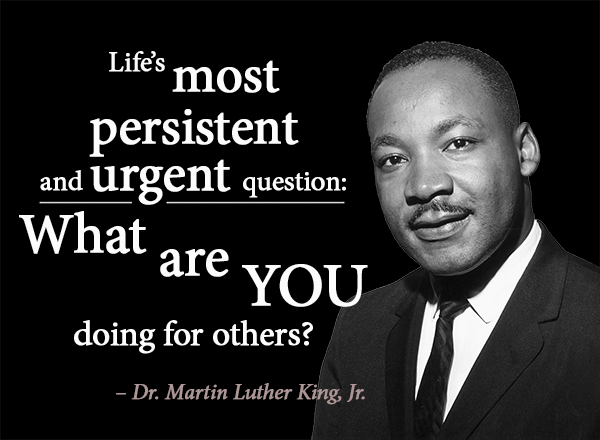 Life's most
persistent
and urgent question:
What are YOU
doing for others?
– Dr. Martin Luther King, Jr.